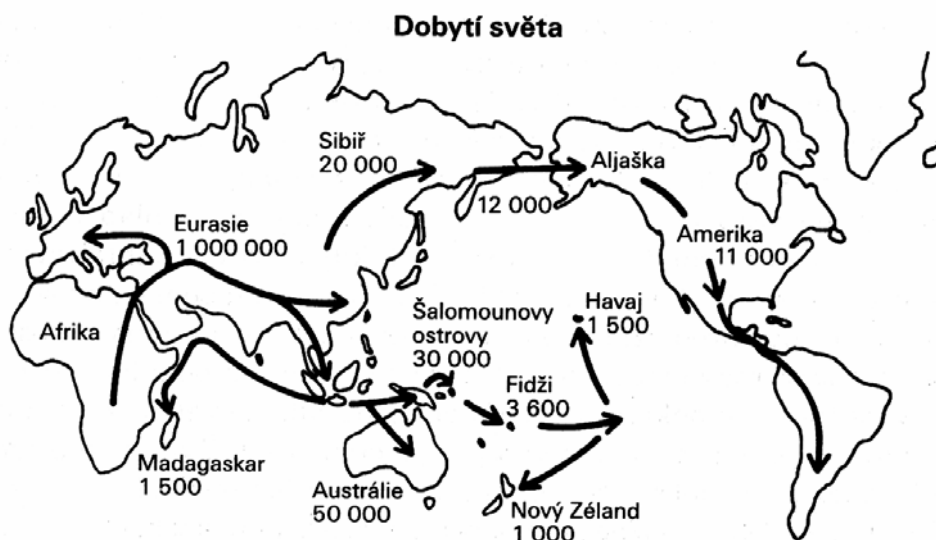 Dobytí světa
Sibiř
20 000
Aljaška
12 000
Eurasie
1 000 000
Amerika
11 000
Afrika
Šalomounovy
ostrovy
30 000
Havaj
1 500
Fidži
3 600
Madagaskar
1 500
Austrálie
50 000
Nový Zéland
1 000